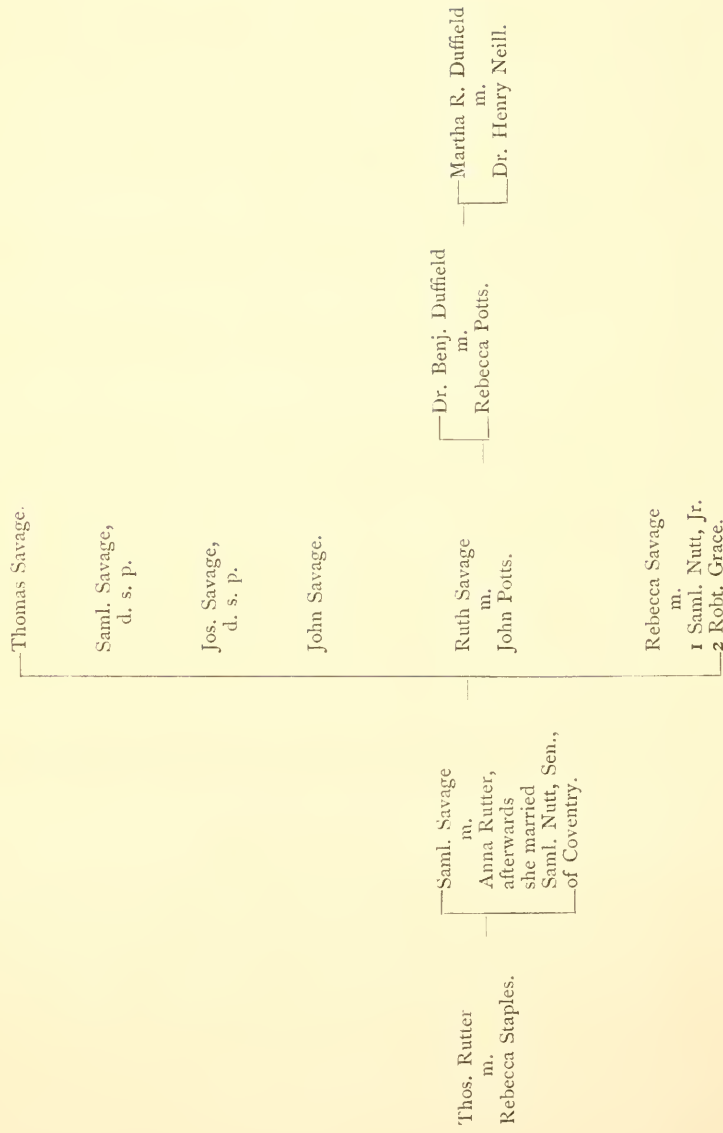 Thos. Rutter
m.
Rebecca Staples.
Saml. Savage
m.
Anna Rutter,
afterwards
she married
Saml. Nutt, Sen.,
of Coventry.
Thomas Savage.
Saml. Savage,
d. s. p.
Jos. Savage,
d. s. p.
John Savage.
Ruth Savage
m.
John Potts.
Rebecca Savage
m.
1 Saml. Nutt, Jr.
2 Robt. Grace.
Dr. Benj. Duffield
m.
Rebecca Potts.
Martha R. Duffield
m.
Dr. Henry Neill.